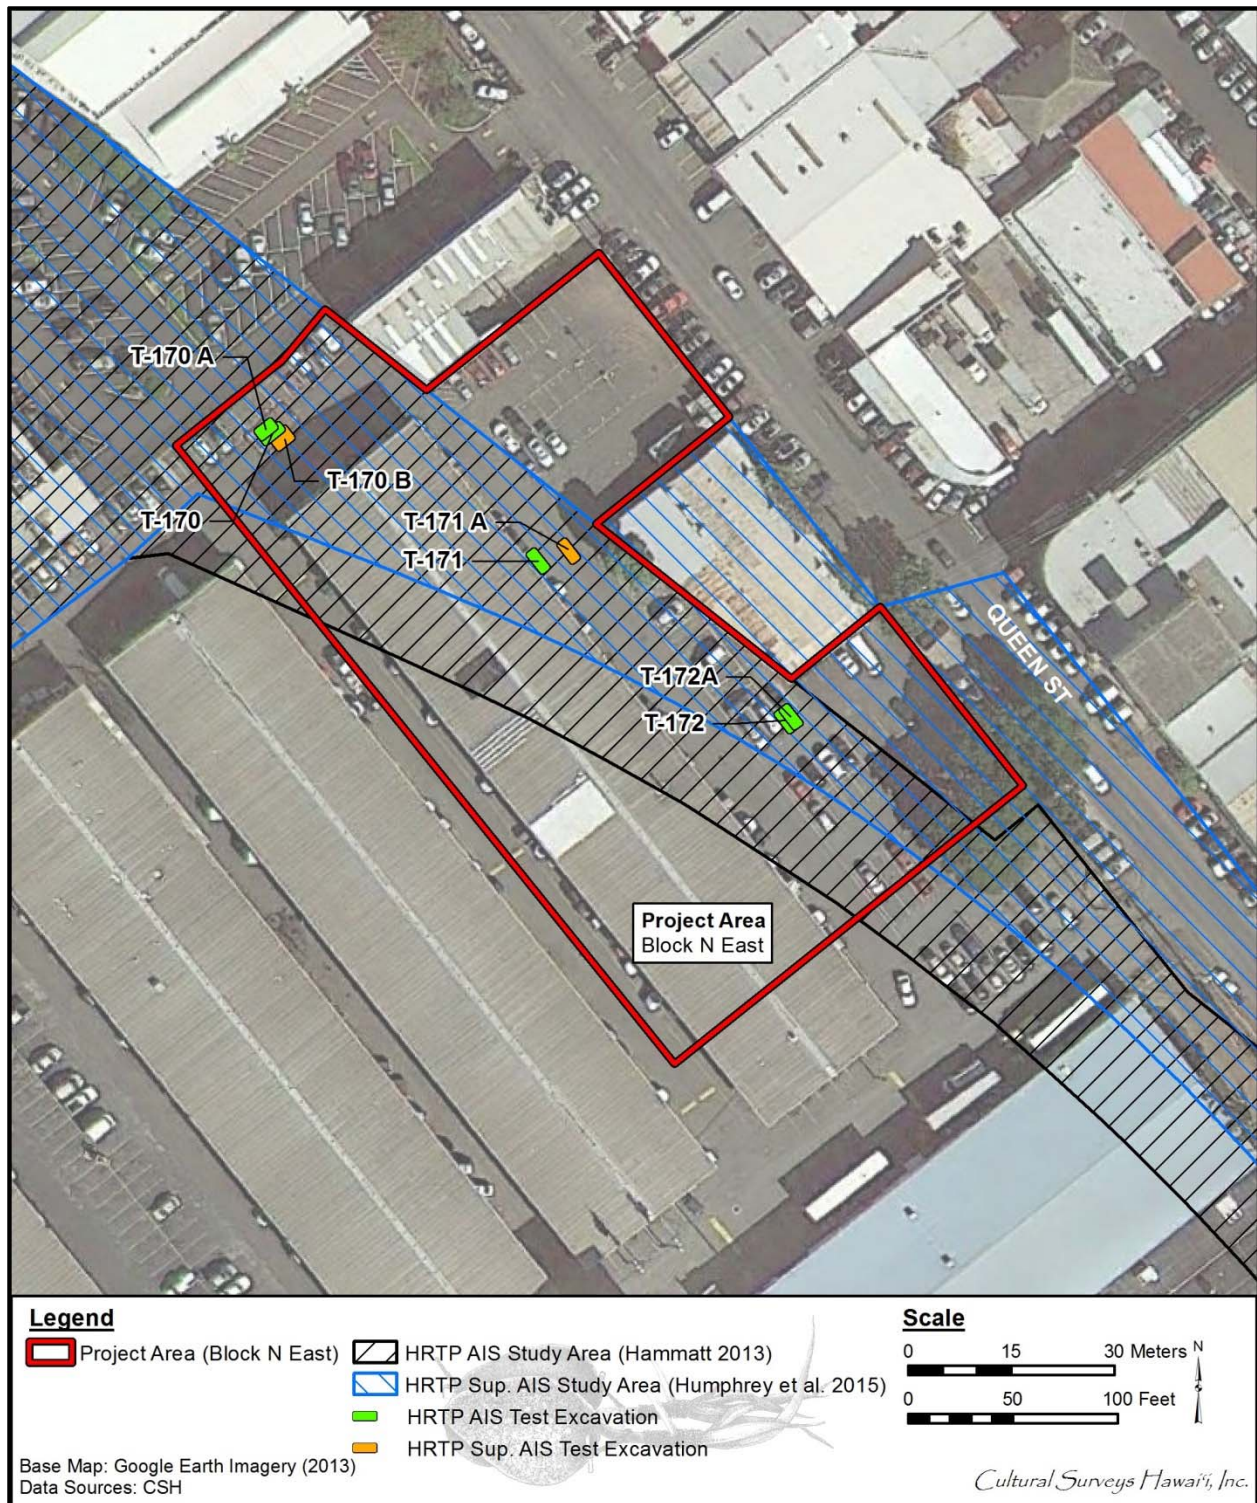 T-170 A
T-170 B
T-170
T-171 A
T-171
T-172A
T-172
QUEEN ST
Project Area
Block N East
Legend
Project Area (Block N East)
HRTP AIS Study Area (Hammatt 2013)
HRTP Sup. AIS Study Area (Humphrey et al. 2015)
HRTP AIS Test Excavation
HRTP Sup. AIS Test Excavation
Base Map: Google Earth Imagery (2013)
Data Sources: CSH
Scale
0 15 30 Meters
N
0 50 100 Feet
Cultural Surveys Hawaiʻi, Inc.